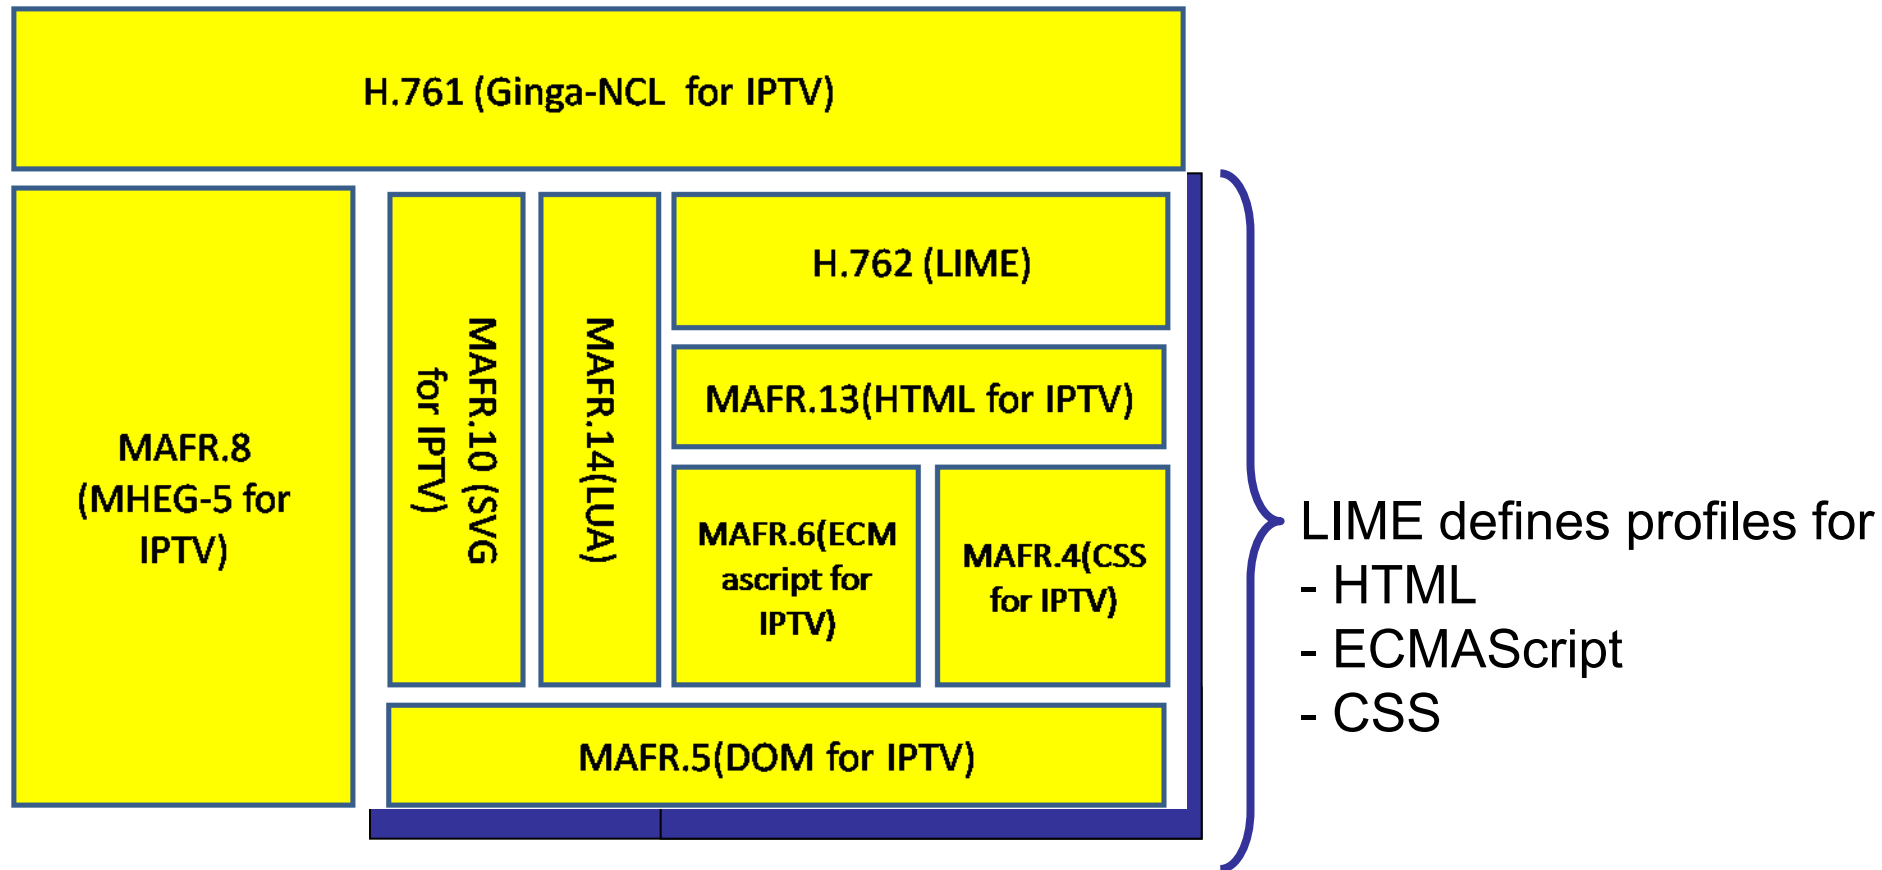 H.761 (Ginga-NCL for IPTV)
MAFR.8
(MHEG-5 for
IPTV)
MAFR.10 (SVG
for IPTV)
MAFR.14(LUA)
H.762 (LIME)
MAFR.13(HTML for IPTV)
MAFR.6(ECM
ascript for
IPTV)
MAFR.4(CSS
for IPTV)
MAFR.5(DOM for IPTV)
LIME defines profiles for
- HTML
- ECMAScript
- CSS